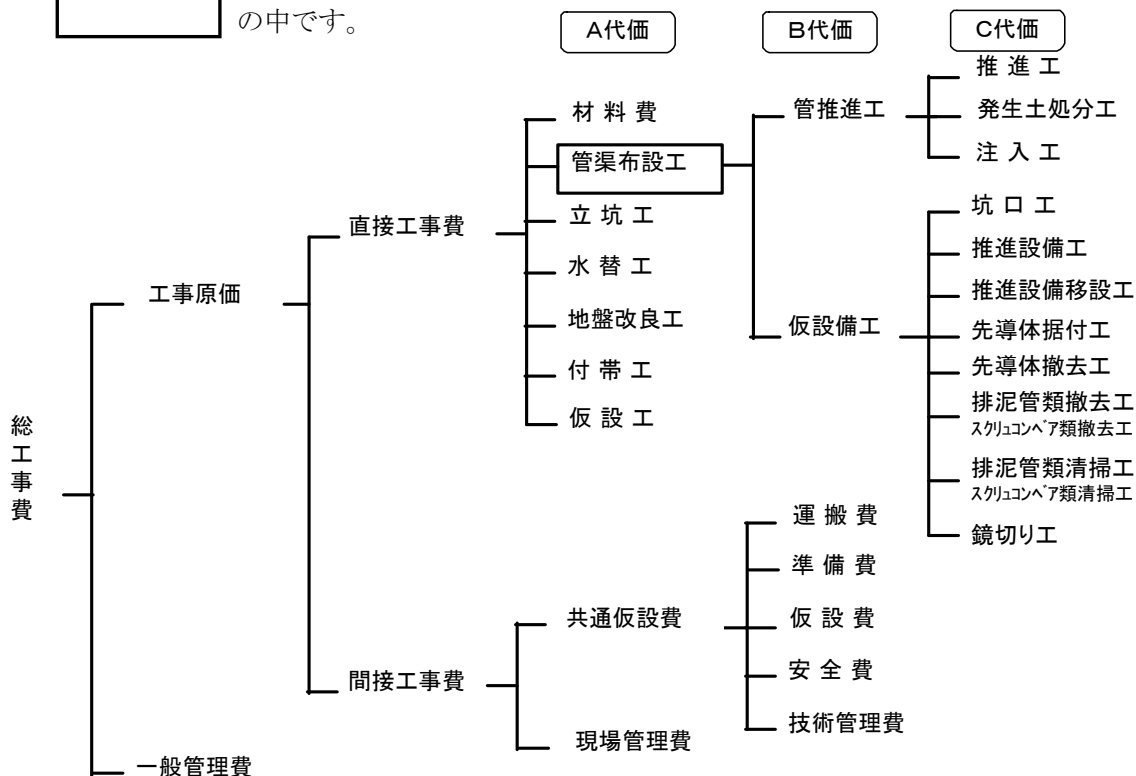 の中です。
A代価
B代価
C代価
推 進 工
材 料 費
管推進工
発生土処分工
管渠布設工
注 入 工
直接工事費
立 坑 工
坑 口 工
水 替 工
推進設備工
工事原価
推進設備移設工
地盤改良工
仮設備工
先導体据付工
付 帯 工
先導体撤去工
仮 設 工
排泥管類撤去工
スクリュコンベア類撤去工
総工事費
排泥管類清掃工
スクリュコンベア類清掃工
運 搬 費
鏡切り工
準 備 費
共通仮設費
仮 設 費
間接工事費
安 全 費
技術管理費
現場管理費
一般管理費